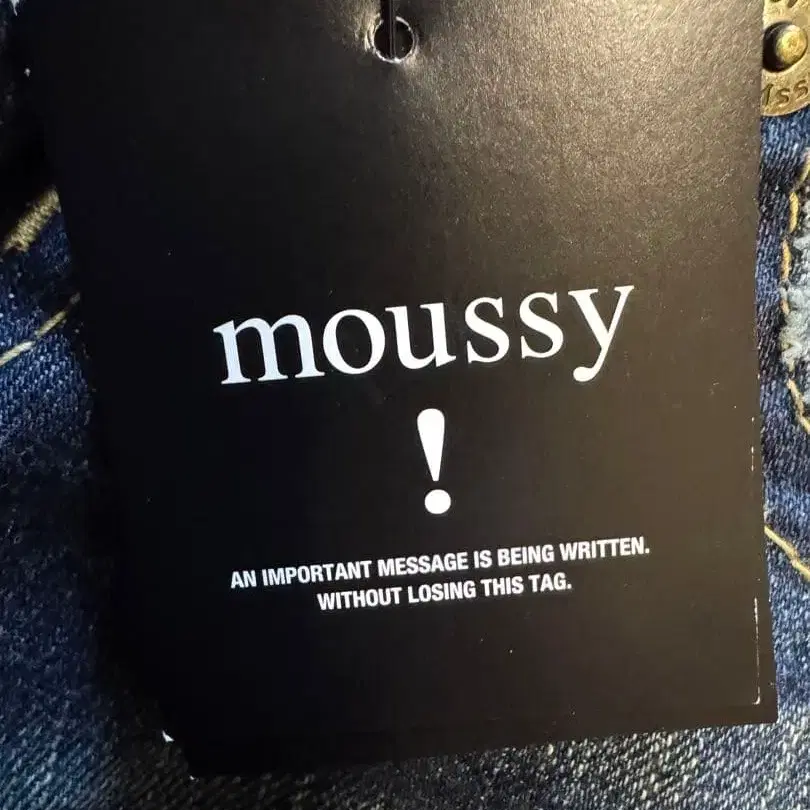 moussy
!
AN IMPORTANT MESSAGE IS BEING WRITTEN.
WITHOUT LOSING THIS TAG.